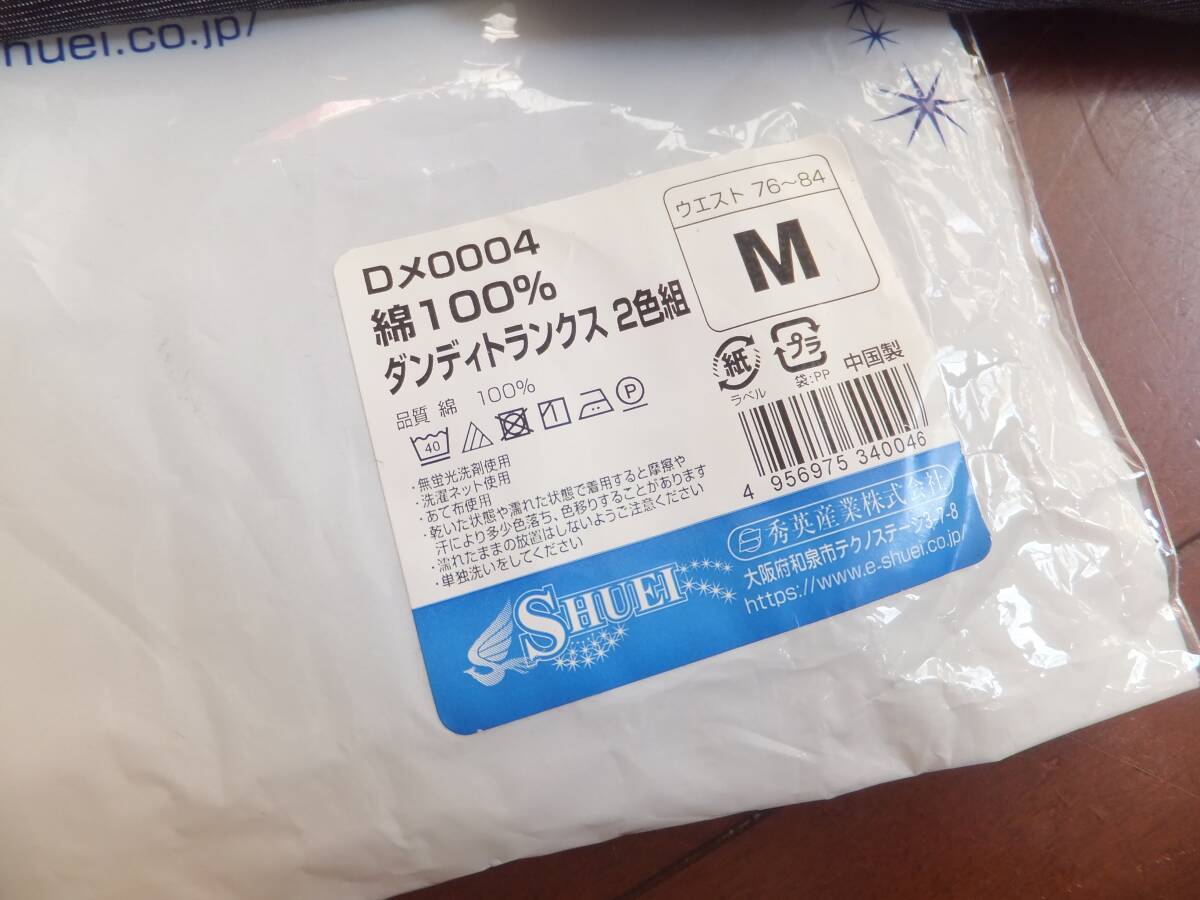 huei.co.jp/
Dメ0004
綿100%
ダンディトランクス 2色組
ウエスト 76〜84
M
品質 綿 100%
40
P
・無蛍光洗剤使用
・洗濯ネット使用
・あて布使用
・乾いた状態や濡れた状態で着用すると摩擦や
汗により多少色落ち、色移りすることがあります
・濡れたままの放置はしないようご注意ください
・単独洗いをしてください
紙
ラベル
プラ
袋:PP
中国製
4 956975 340046
SHUEI
秀英産業株式会社
大阪府和泉市テクノステージ3-7-8
https://www.e-shuei.co.jp